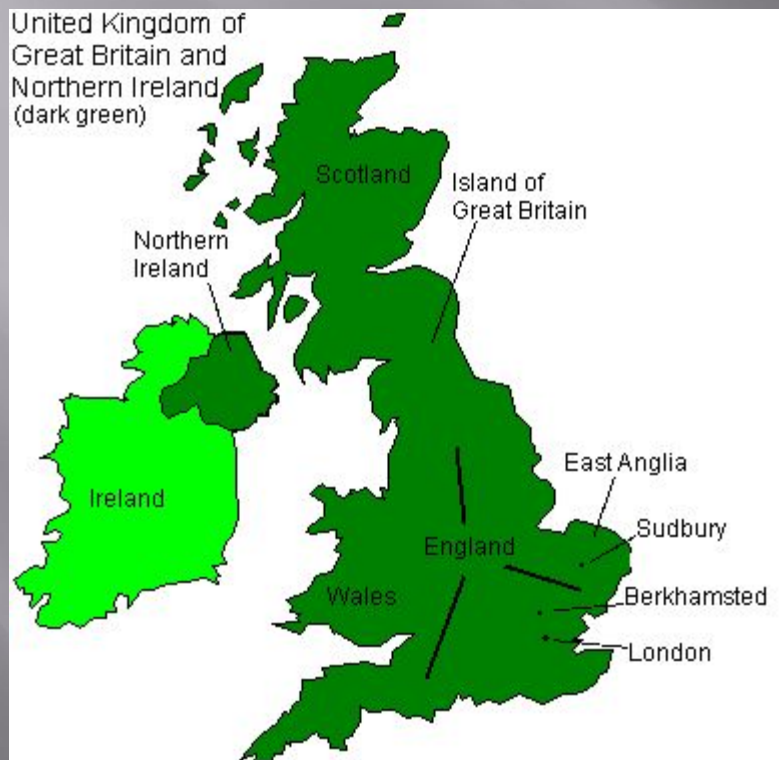 United Kingdom of
Great Britain and
Northern Ireland
(dark green)
Scotland
Island of
Great Britain
Northern
Ireland
East Anglia
Ireland
Sudbury
England
Wales
Berkhamsted
London